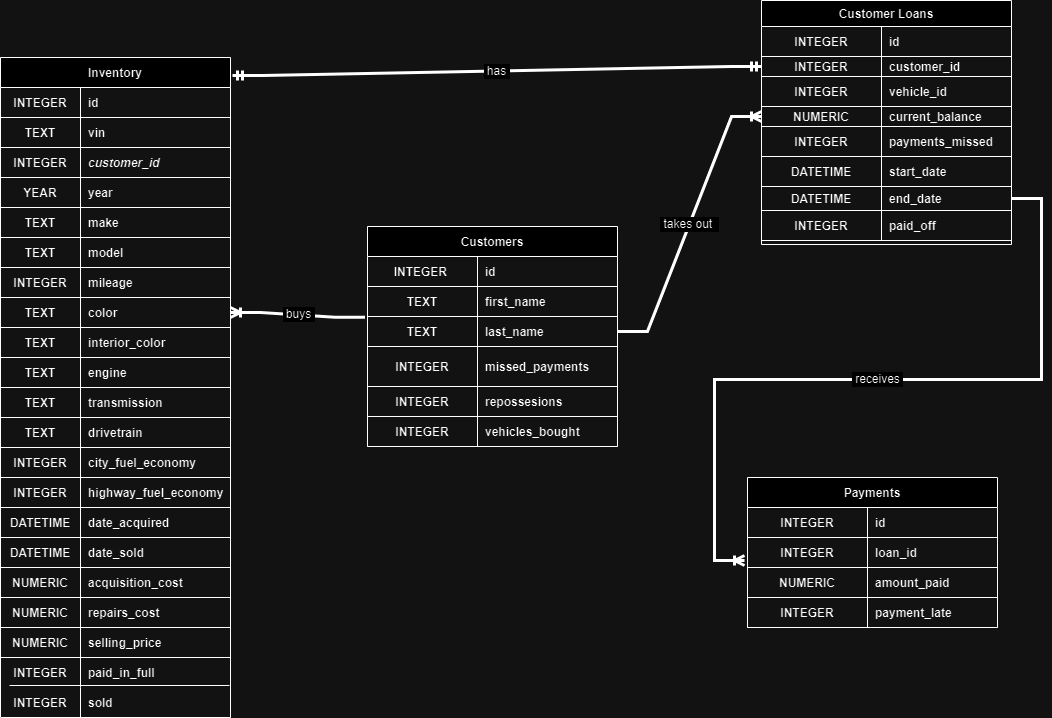 Customer Loans
INTEGER id
INTEGER customer_id
INTEGER vehicle_id
NUMERIC current_balance
INTEGER payments_missed
DATETIME start_date
DATETIME end_date
INTEGER paid_off
has
Inventory
INTEGER id
TEXT vin
INTEGER customer_id
YEAR year
TEXT make
TEXT model
INTEGER mileage
TEXT color
TEXT interior_color
TEXT engine
TEXT transmission
TEXT drivetrain
INTEGER city_fuel_economy
INTEGER highway_fuel_economy
DATETIME date_acquired
DATETIME date_sold
NUMERIC acquisition_cost
NUMERIC repairs_cost
NUMERIC selling_price
INTEGER paid_in_full
INTEGER sold
takes out
buys
Customers
INTEGER id
TEXT first_name
TEXT last_name
INTEGER missed_payments
INTEGER repossesions
INTEGER vehicles_bought
receives
Payments
INTEGER id
INTEGER loan_id
NUMERIC amount_paid
INTEGER payment_late